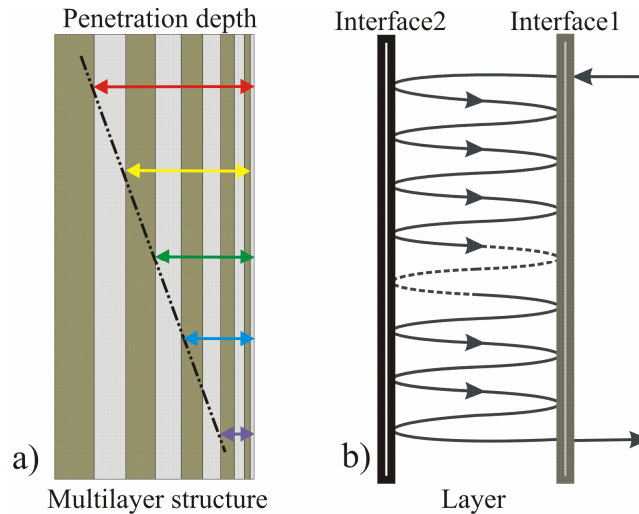 Penetration depth
a)
Multilayer structure
Interface2
Interface1
b)
Layer